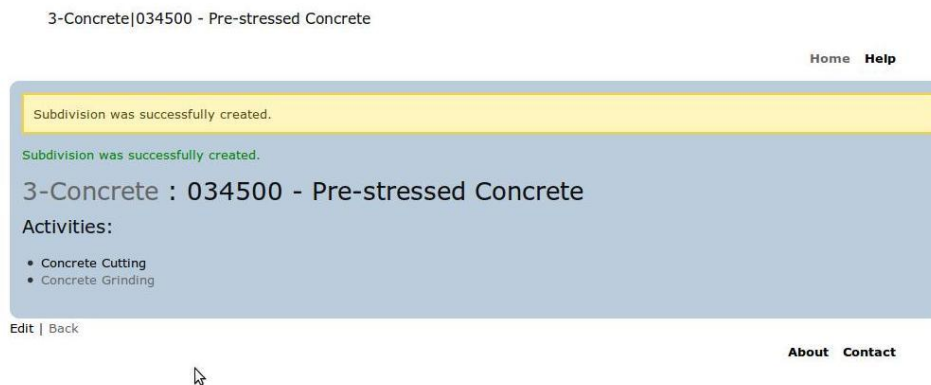 3-Concrete|034500 - Pre-stressed Concrete
Home Help
Subdivision was successfully created.
Subdivision was successfully created.
3-Concrete : 034500 - Pre-stressed Concrete
Activities:
• Concrete Cutting
• Concrete Grinding
Edit | Back
About Contact